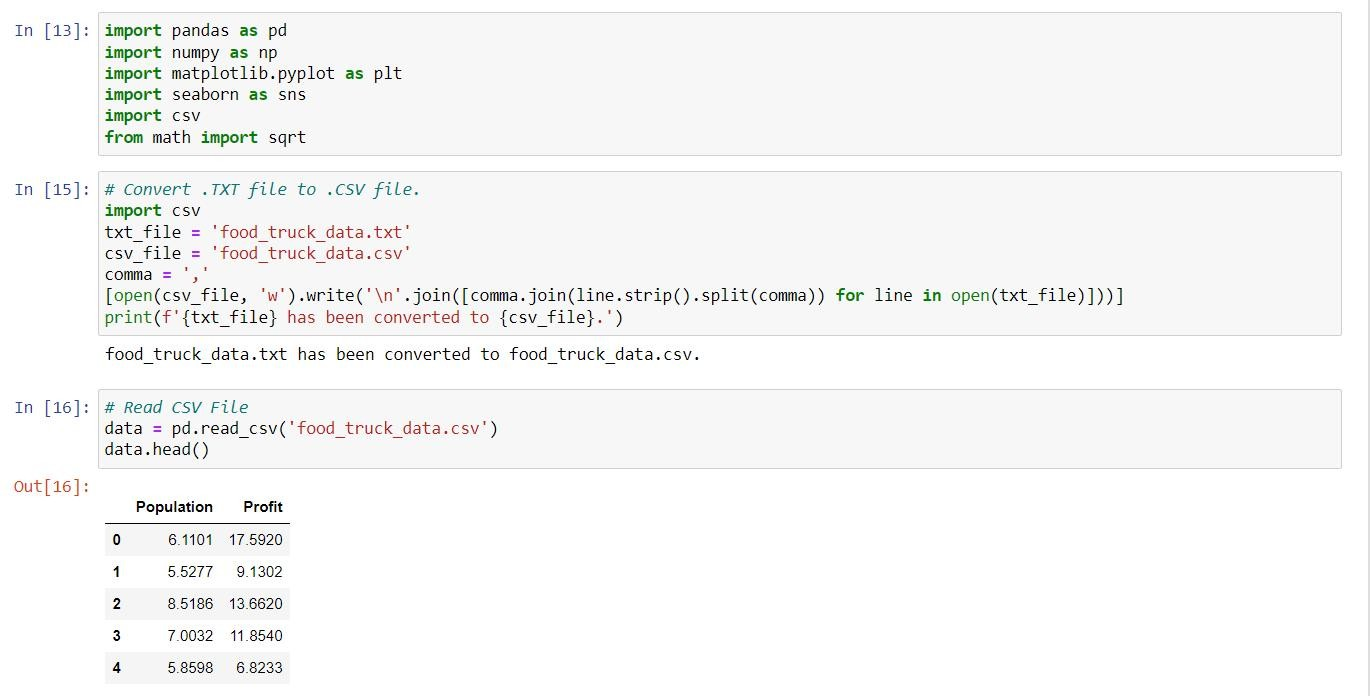 In [13]: import pandas as pd
import numpy as np
import matplotlib.pyplot as plt
import seaborn as sns
import csv
from math import sqrt
In [15]: # Convert .TXT file to .CSV file.
import csv
txt_file = 'food_truck_data.txt'
csv_file = 'food_truck_data.csv'
comma = ','
[open(csv_file, 'w').write('\n'.join([comma.join(line.strip().split(comma)) for line in open(txt_file)]))]
print(f'{txt_file} has been converted to {csv_file}.')
food_truck_data.txt has been converted to food_truck_data.csv.
In [16]: # Read CSV File
data = pd.read_csv('food_truck_data.csv')
data.head()
Out[16]:
Population Profit
0 6.1101 17.5920
1 5.5277 9.1302
2 8.5186 13.6620
3 7.0032 11.8540
4 5.8598 6.8233